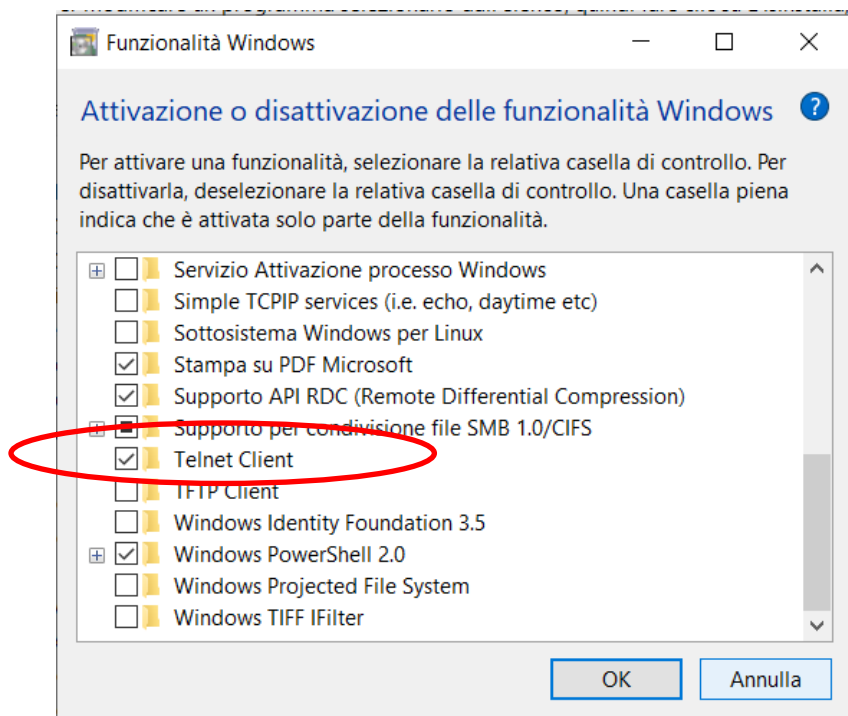 Funzionalità Windows
Attivazione o disattivazione delle funzionalità Windows
?
Per attivare una funzionalità, selezionare la relativa casella di controllo. Per
disattivarla, deselezionare la relativa casella di controllo. Una casella piena
indica che è attivata solo parte della funzionalità.
Servizio Attivazione processo Windows
Simple TCPIP services (i.e. echo, daytime etc)
Sottosistema Windows per Linux
Stampa su PDF Microsoft
Supporto API RDC (Remote Differential Compression)
Supporto per condivisione file SMB 1.0/CIFS
Telnet Client
TFTP Client
Windows Identity Foundation 3.5
Windows PowerShell 2.0
Windows Projected File System
Windows TIFF IFilter
OK
Annulla